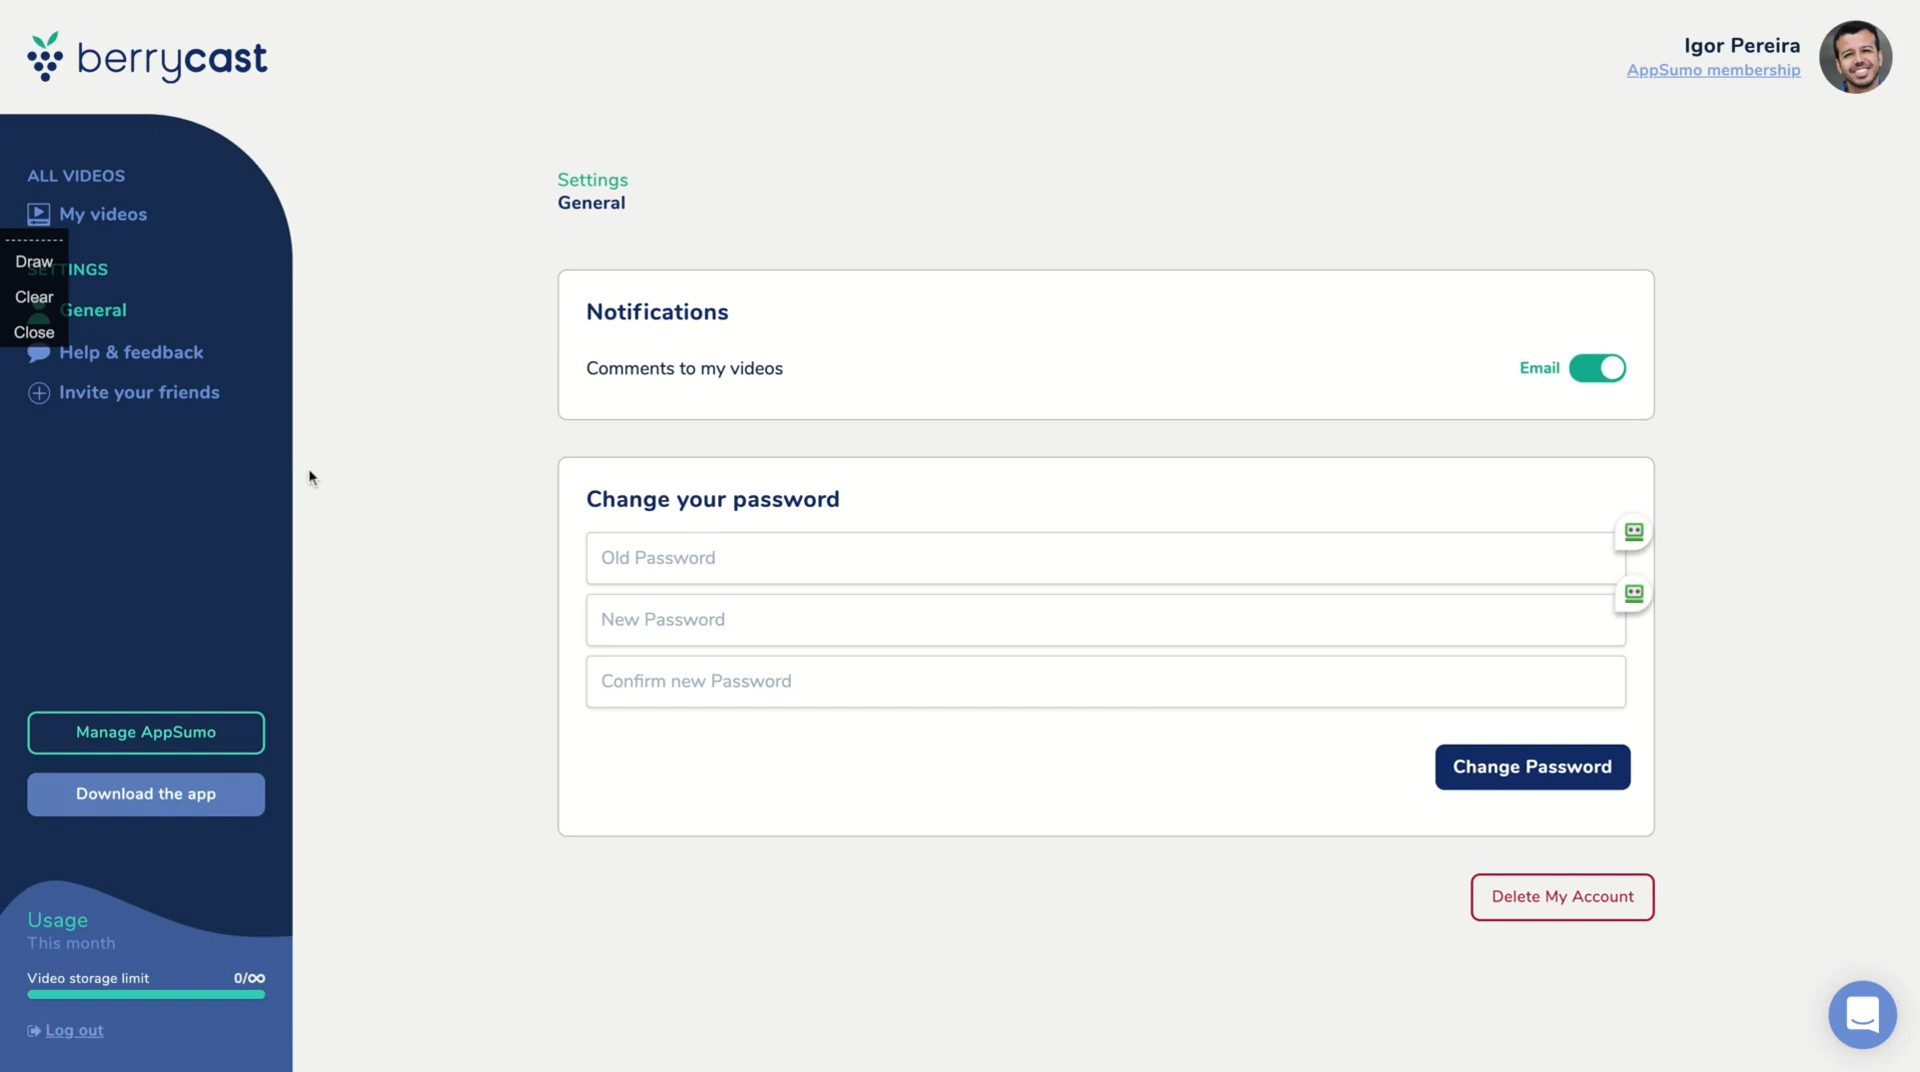 berrycast
Igor Pereira
AppSumo membership
ALL VIDEOS
My videos
Draw
SETTINGS
Clear
General
Close
Help & feedback
Invite your friends
Manage AppSumo
Download the app
Usage
This month
Video storage limit 0/∞
Log out
Settings
General
Notifications
Comments to my videos Email
Change your password
Old Password
New Password
Confirm new Password
Change Password
Delete My Account